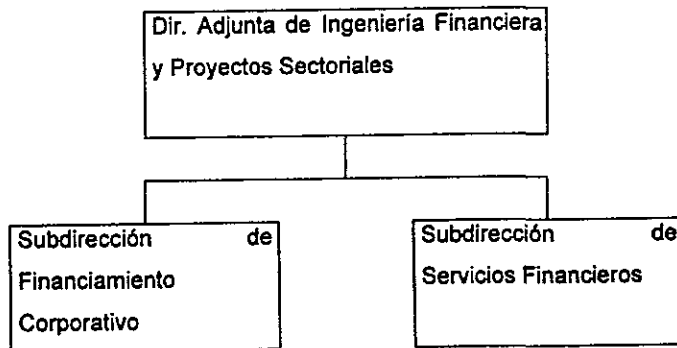 Dir. Adjunta de Ingeniería Financiera
y Proyectos Sectoriales
Subdirección de
Financiamiento
Corporativo
Subdirección de
Servicios Financieros